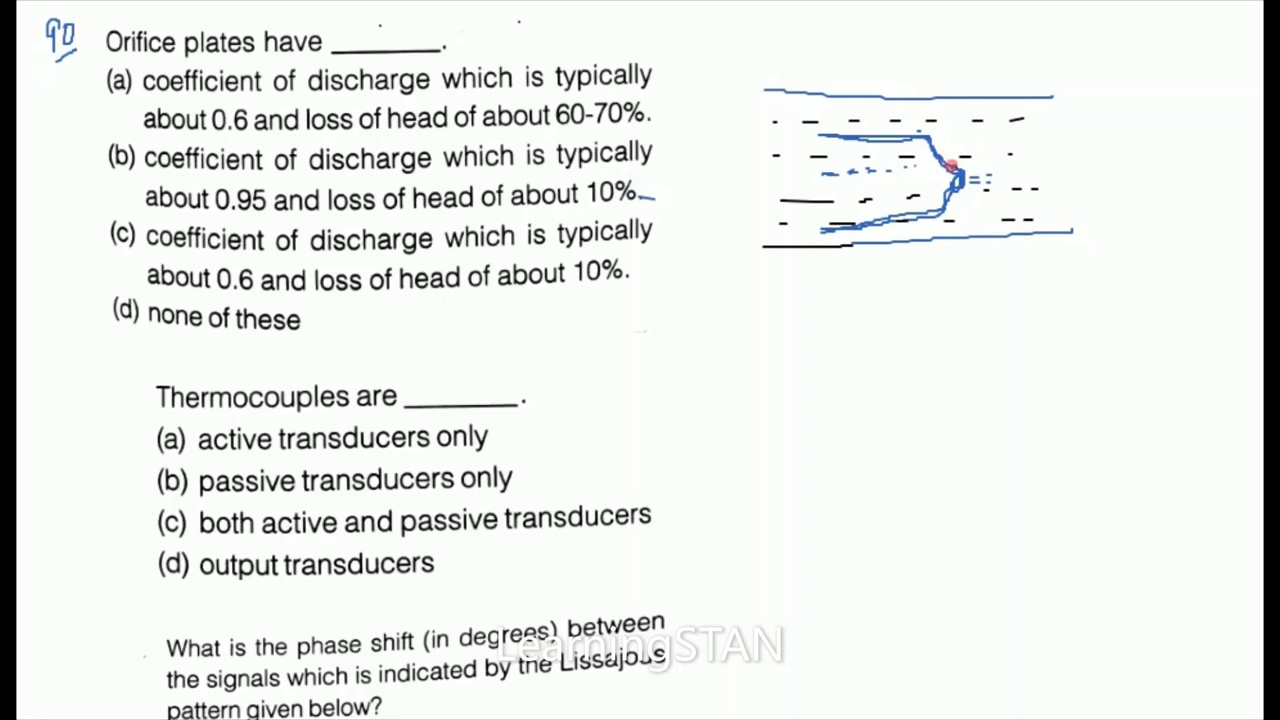 90
Orifice plates have ________.
(a) coefficient of discharge which is typically
about 0.6 and loss of head of about 60-70%.
(b) coefficient of discharge which is typically
about 0.95 and loss of head of about 10%
(c) coefficient of discharge which is typically
about 0.6 and loss of head of about 10%.
(d) none of these
Thermocouples are ________.
(a) active transducers only
(b) passive transducers only
(c) both active and passive transducers
(d) output transducers
What is the phase shift (in degrees) between
the signals which is indicated by the Lissajous
pattern given below?
LearningSTAN